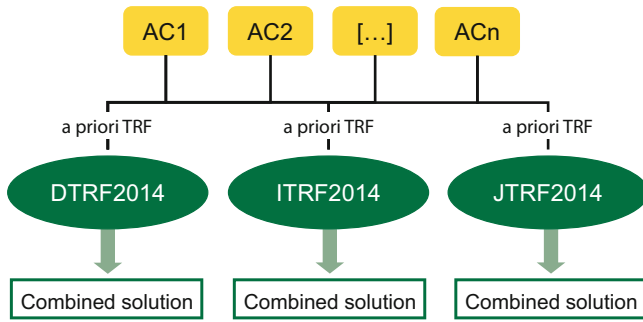 AC1 AC2 [...] ACn
a priori TRF a priori TRF a priori TRF
DTRF2014 ITRF2014 JTRF2014
Combined solution Combined solution Combined solution